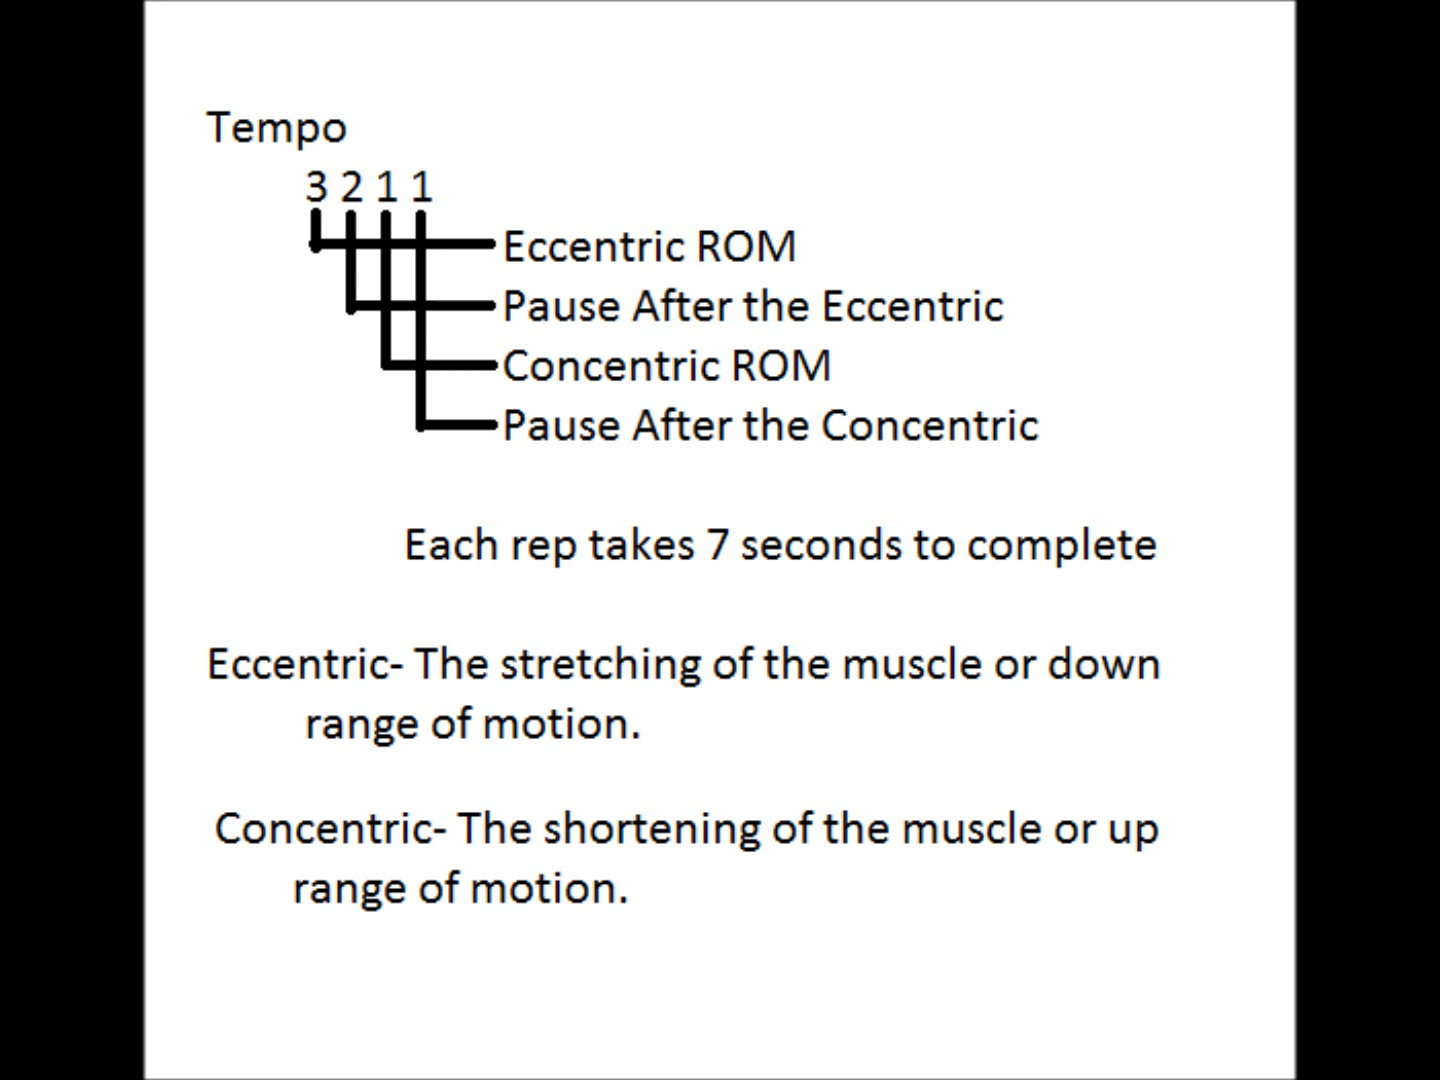 Tempo
3 2 1 1
Eccentric ROM
Pause After the Eccentric
Concentric ROM
Pause After the Concentric
Each rep takes 7 seconds to complete
Eccentric- The stretching of the muscle or down
range of motion.
Concentric- The shortening of the muscle or up
range of motion.